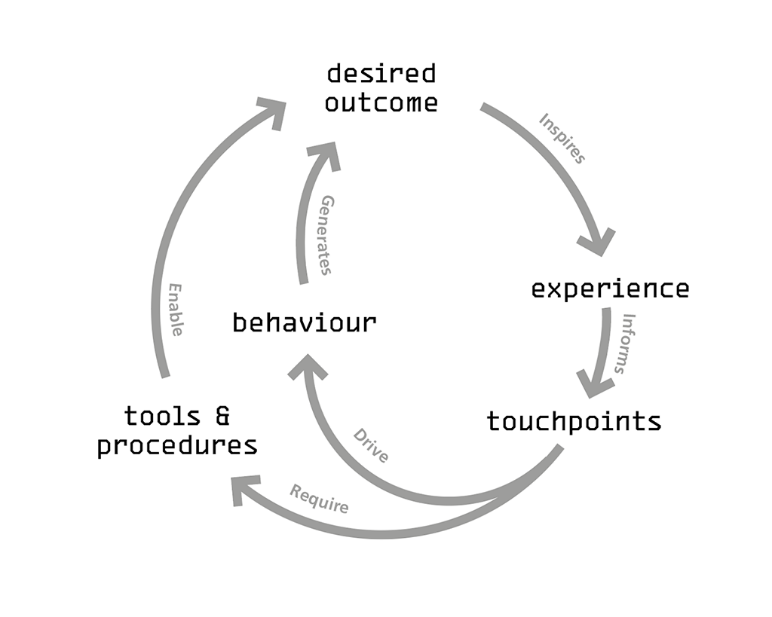 desired
outcome
Inspires
experience
Informs
touchpoints
Drive
behaviour
Generates
Require
tools &
procedures
Enable